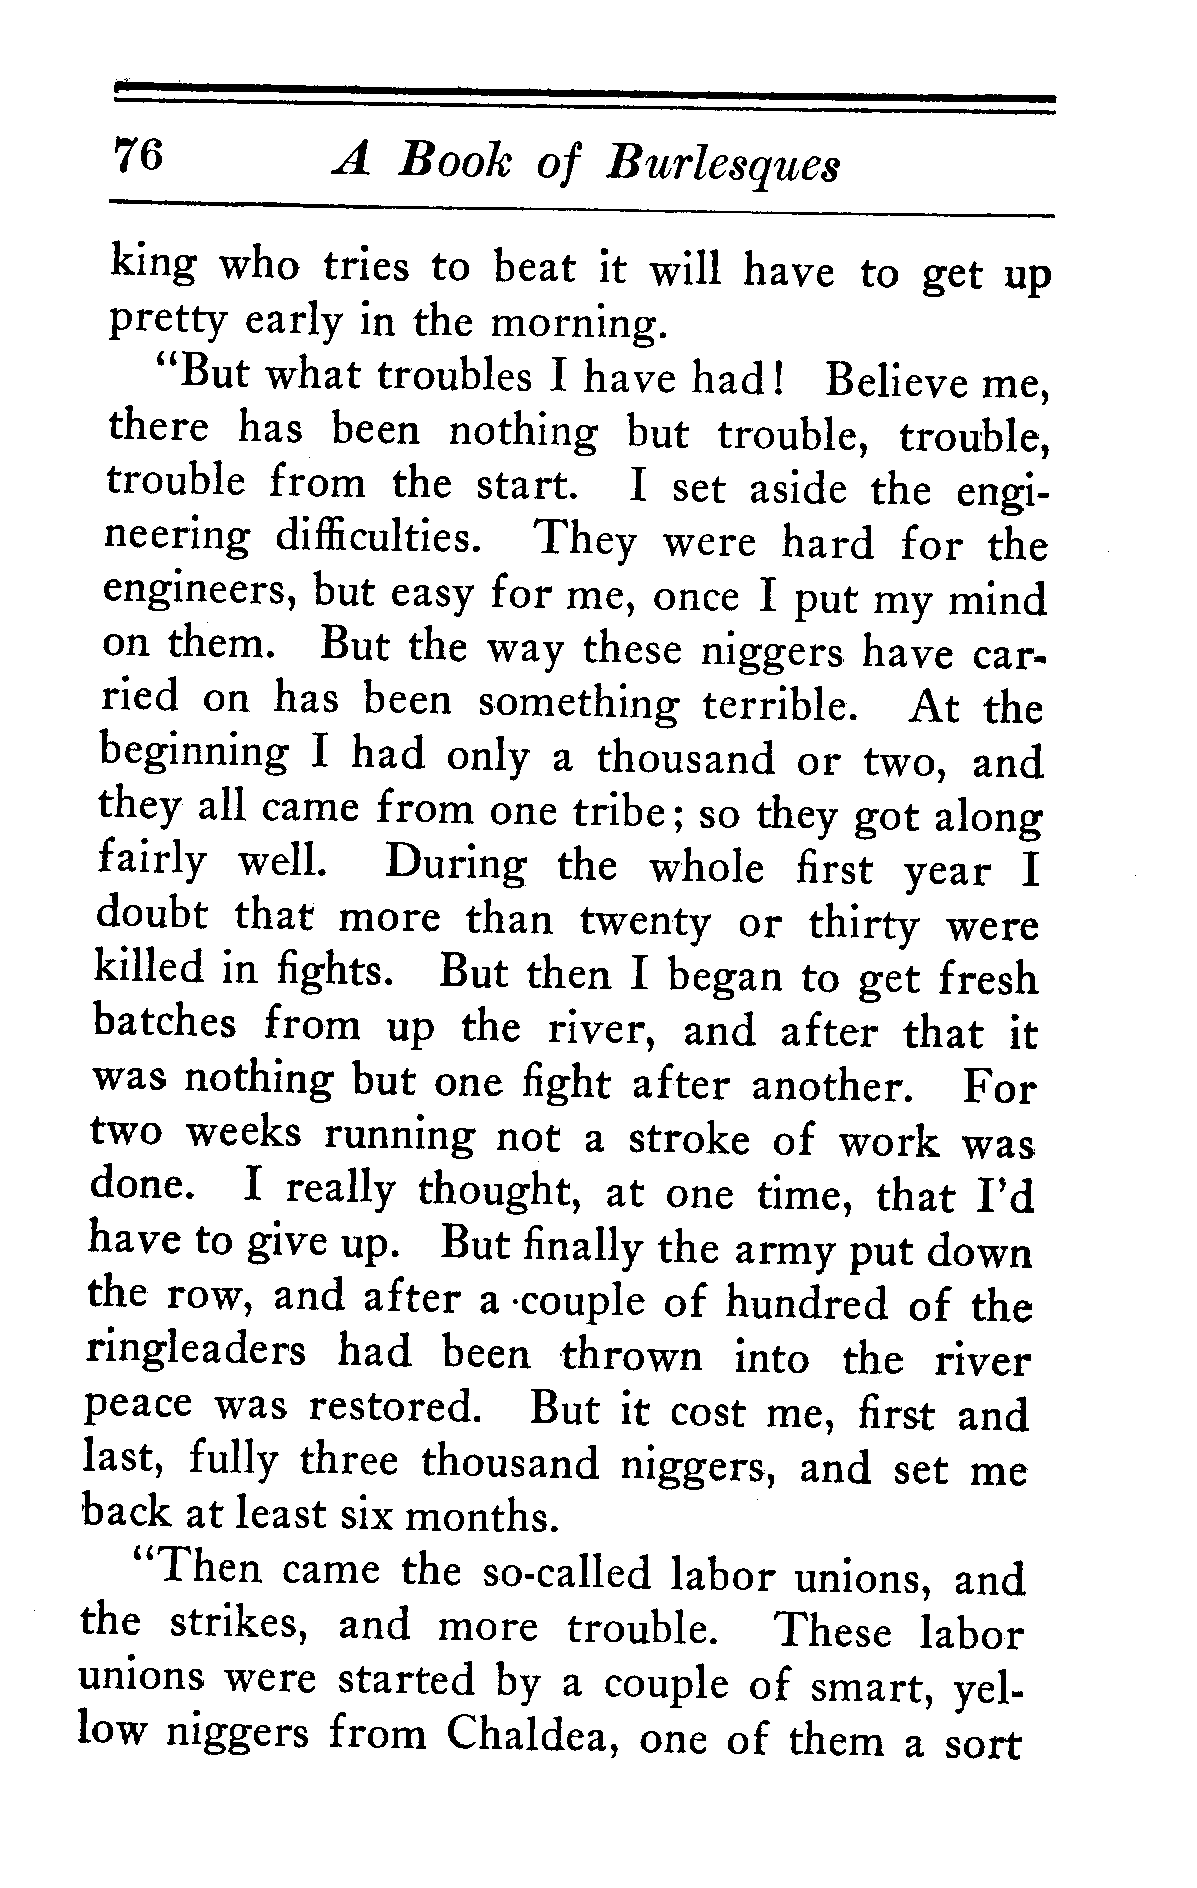 76 A Book of Burlesques
king who tries to beat it will have to get up
pretty early in the morning.
"But what troubles I have had! Believe me,
there has been nothing but trouble, trouble,
trouble from the start. I set aside the engi-
neering difficulties. They were hard for the
engineers, but easy for me, once I put my mind
on them. But the way these niggers have car-
ried on has been something terrible. At the
beginning I had only a thousand or two, and
they all came from one tribe; so they got along
fairly well. During the whole first year I
doubt that more than twenty or thirty were
killed in fights. But then I began to get fresh
batches from up the river, and after that it
was nothing but one fight after another. For
two weeks running not a stroke of work was
done. I really thought, at one time, that I'd
have to give up. But finally the army put down
the row, and after a couple of hundred of the
ringleaders had been thrown into the river
peace was restored. But it cost me, first and
last, fully three thousand niggers, and set me
back at least six months.
"Then came the so-called labor unions, and
the strikes, and more trouble. These labor
unions were started by a couple of smart, yel-
low niggers from Chaldea, one of them a sort